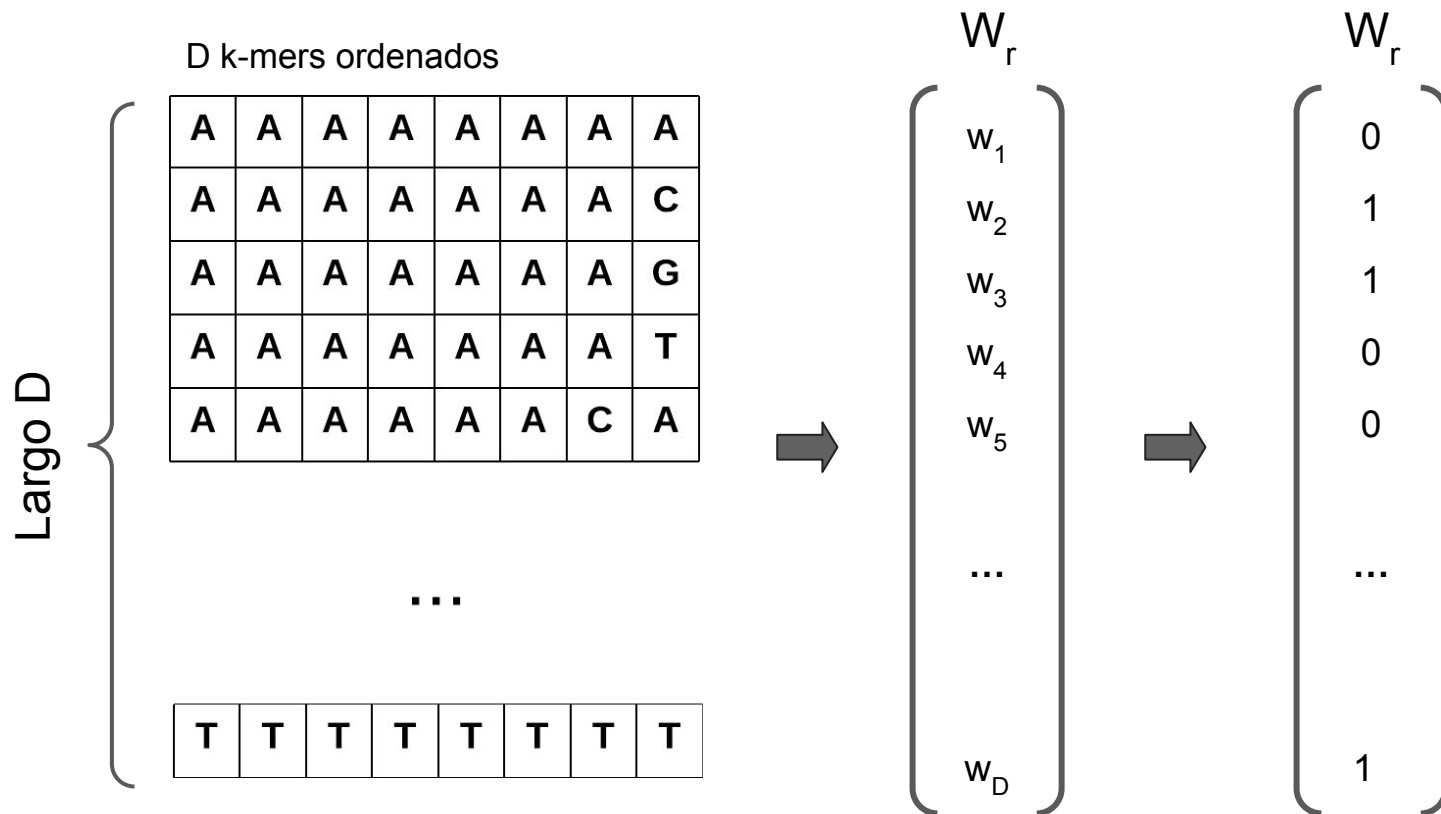 D k-mers ordenados
Largo D
A A A A A A A A
A A A A A A A C
A A A A A A A G
A A A A A A A T
A A A A A A C A
...
T T T T T T T T
W_r
w_1
w_2
w_3
w_4
w_5
...
w_D
W_r
0
1
1
0
0
...
1